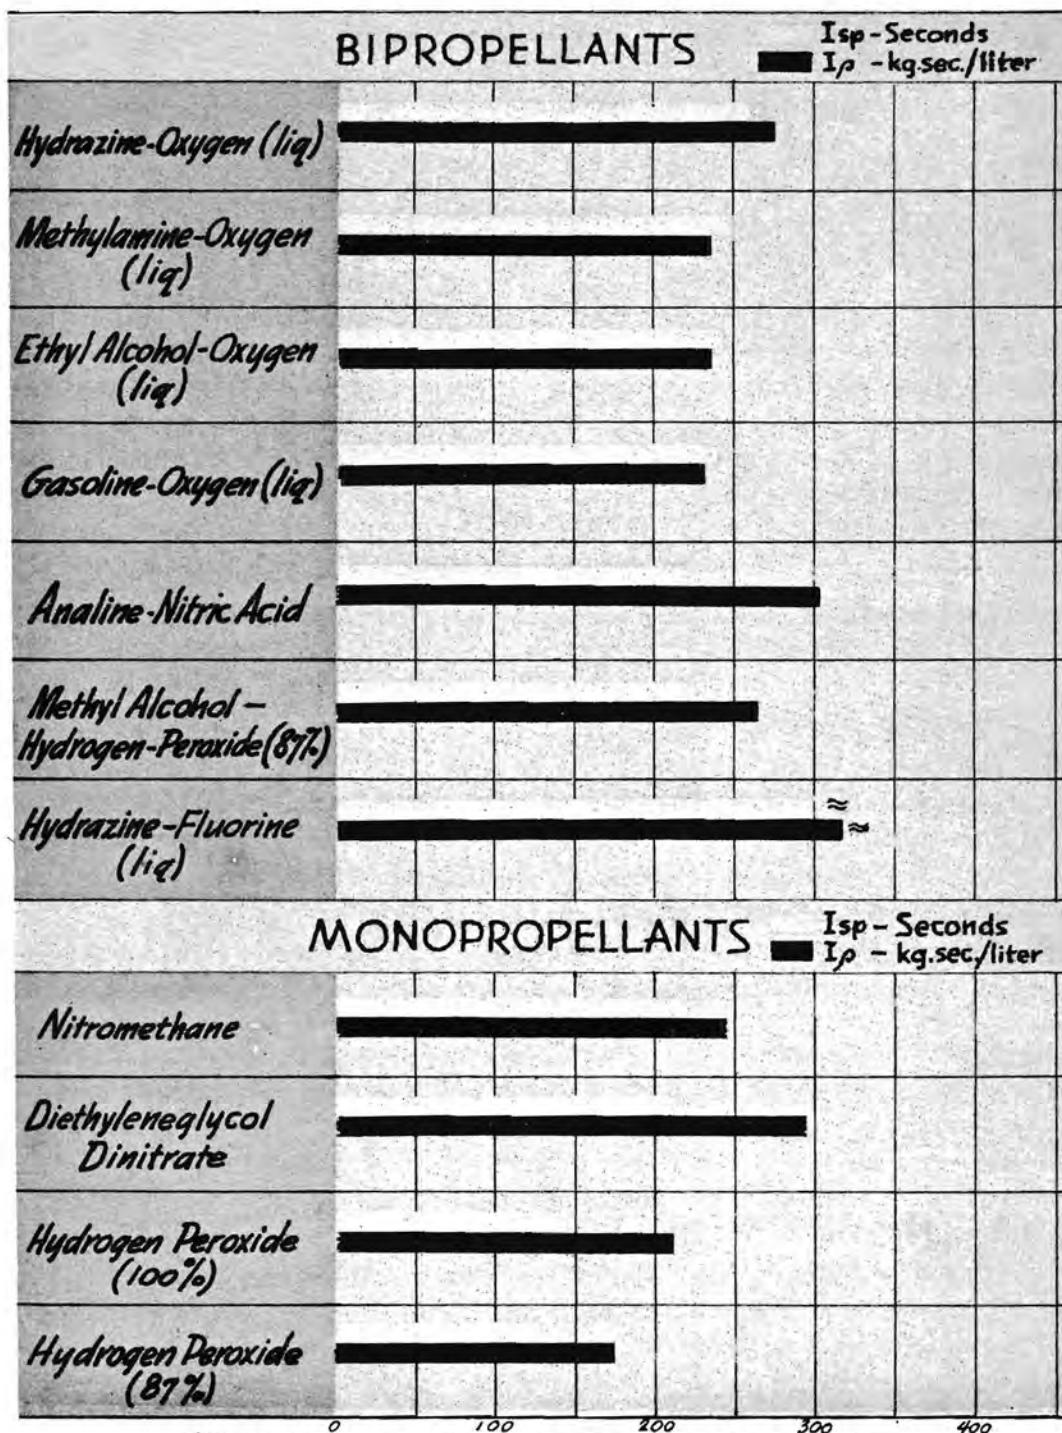 BIPROPELLANTS
Isp-Seconds
Iρ - kg.sec./liter
Hydrazine-Oxygen (liq)
Methylamine-Oxygen
(liq)
Ethyl Alcohol-Oxygen
(liq)
Gasoline-Oxygen (liq)
Analine-Nitric Acid
Methyl Alcohol –
Hydrogen-Peroxide (87%)
≈
Hydrazine-Fluorine
≈
(liq)
MONOPROPELLANTS
Isp – Seconds
Iρ – kg.sec./liter
Nitromethane
Diethyleneglycol
Dinitrate
Hydrogen Peroxide
(100%)
Hydrogen Peroxide
(87%)
0 100 200 300 400